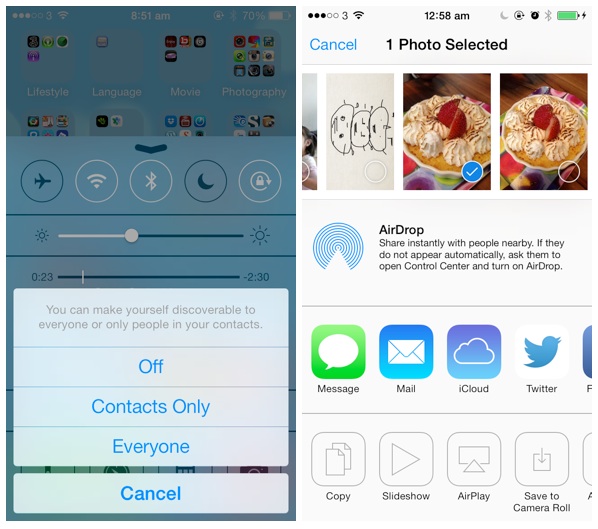 3 8:51 am 70%
Lifestyle Language Movie Photography
0:23 -2:30
You can make yourself discoverable to
everyone or only people in your contacts.
Off
Contacts Only
Everyone
Cancel
3 12:58 am
Cancel 1 Photo Selected
AirDrop
Share instantly with people nearby. If they
do not appear automatically, ask them to
open Control Center and turn on AirDrop.
Message Mail iCloud Twitter F
Copy Slideshow AirPlay Save to
Camera Roll